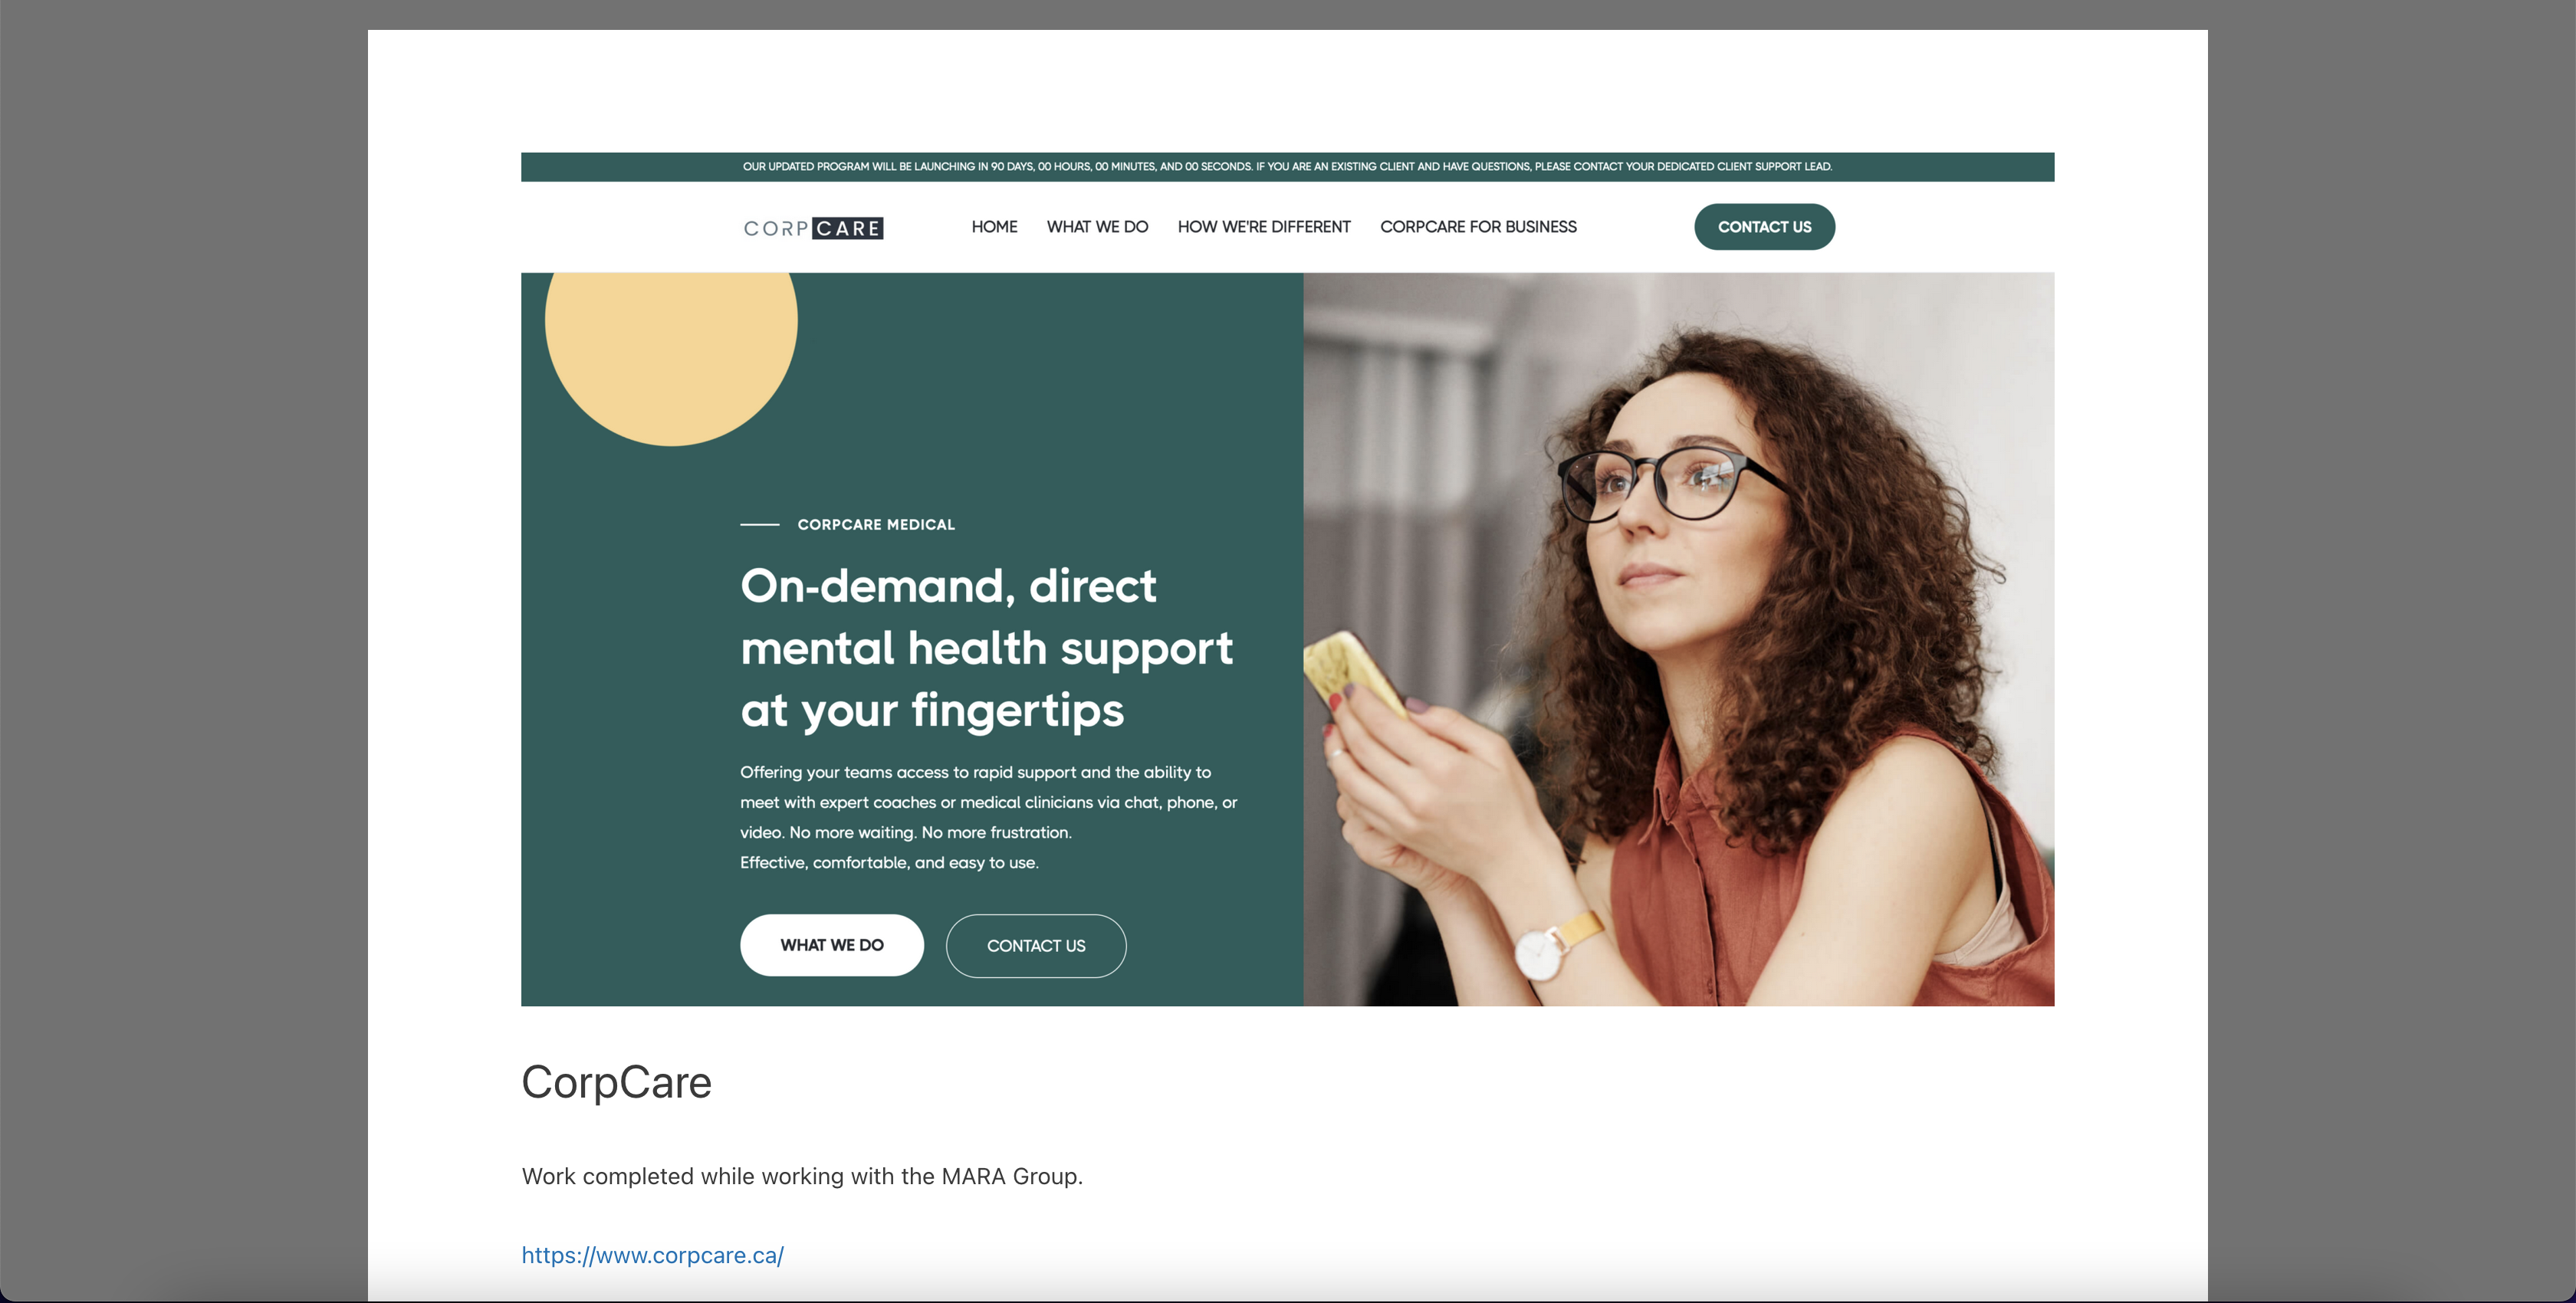 OUR UPDATED PROGRAM WILL BE LAUNCHING IN 90 DAYS, 00 HOURS, 00 MINUTES, AND 00 SECONDS. IF YOU ARE AN EXISTING CLIENT AND HAVE QUESTIONS, PLEASE CONTACT YOUR DEDICATED CLIENT SUPPORT LEAD.
CORPCARE HOME WHAT WE DO HOW WE'RE DIFFERENT CORPCARE FOR BUSINESS CONTACT US
CORPCARE MEDICAL
On-demand, direct
mental health support
at your fingertips
Offering your teams access to rapid support and the ability to
meet with expert coaches or medical clinicians via chat, phone, or
video. No more waiting. No more frustration.
Effective, comfortable, and easy to use.
WHAT WE DO CONTACT US
CorpCare
Work completed while working with the MARA Group.
https://www.corpcare.ca/